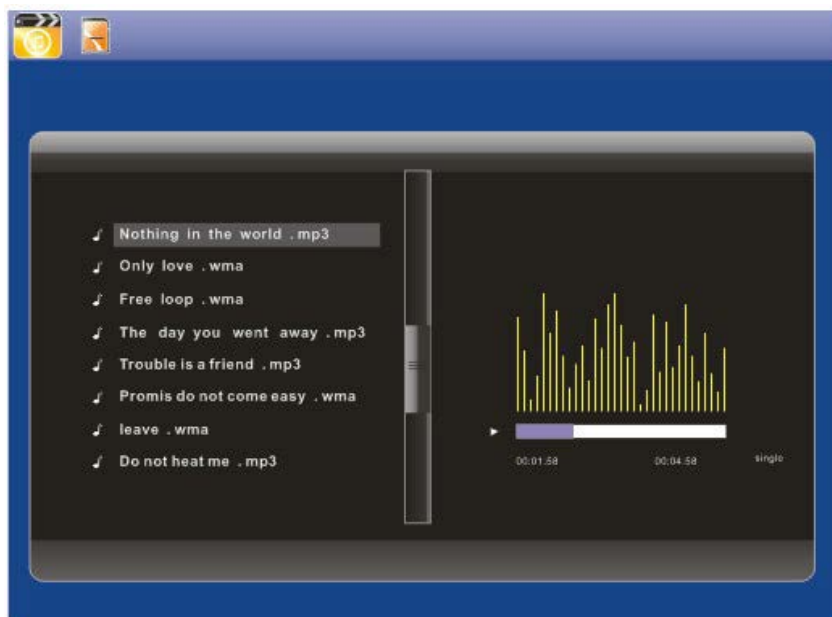 Nothing in the world .mp3
Only love .wma
Free loop .wma
The day you went away .mp3
Trouble is a friend .mp3
Promis do not come easy .wma
leave .wma
Do not heat me .mp3
00:01.58
00:04.58
single